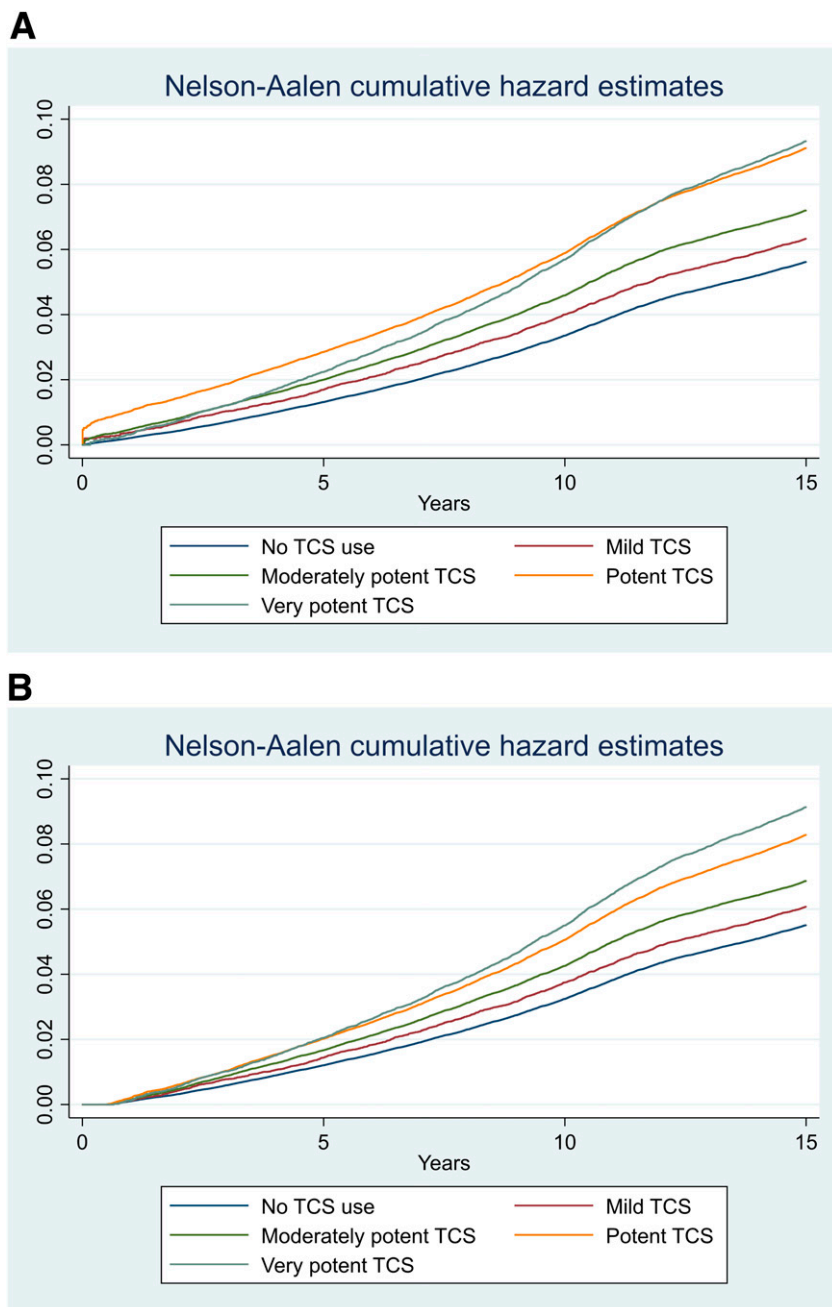 A
Nelson-Aalen cumulative hazard estimates
0.10
0.08
0.06
0.04
0.02
0.00
0 5 10 15
Years
No TCS use Mild TCS
Moderately potent TCS Potent TCS
Very potent TCS
B
Nelson-Aalen cumulative hazard estimates
0.10
0.08
0.06
0.04
0.02
0.00
0 5 10 15
Years
No TCS use Mild TCS
Moderately potent TCS Potent TCS
Very potent TCS